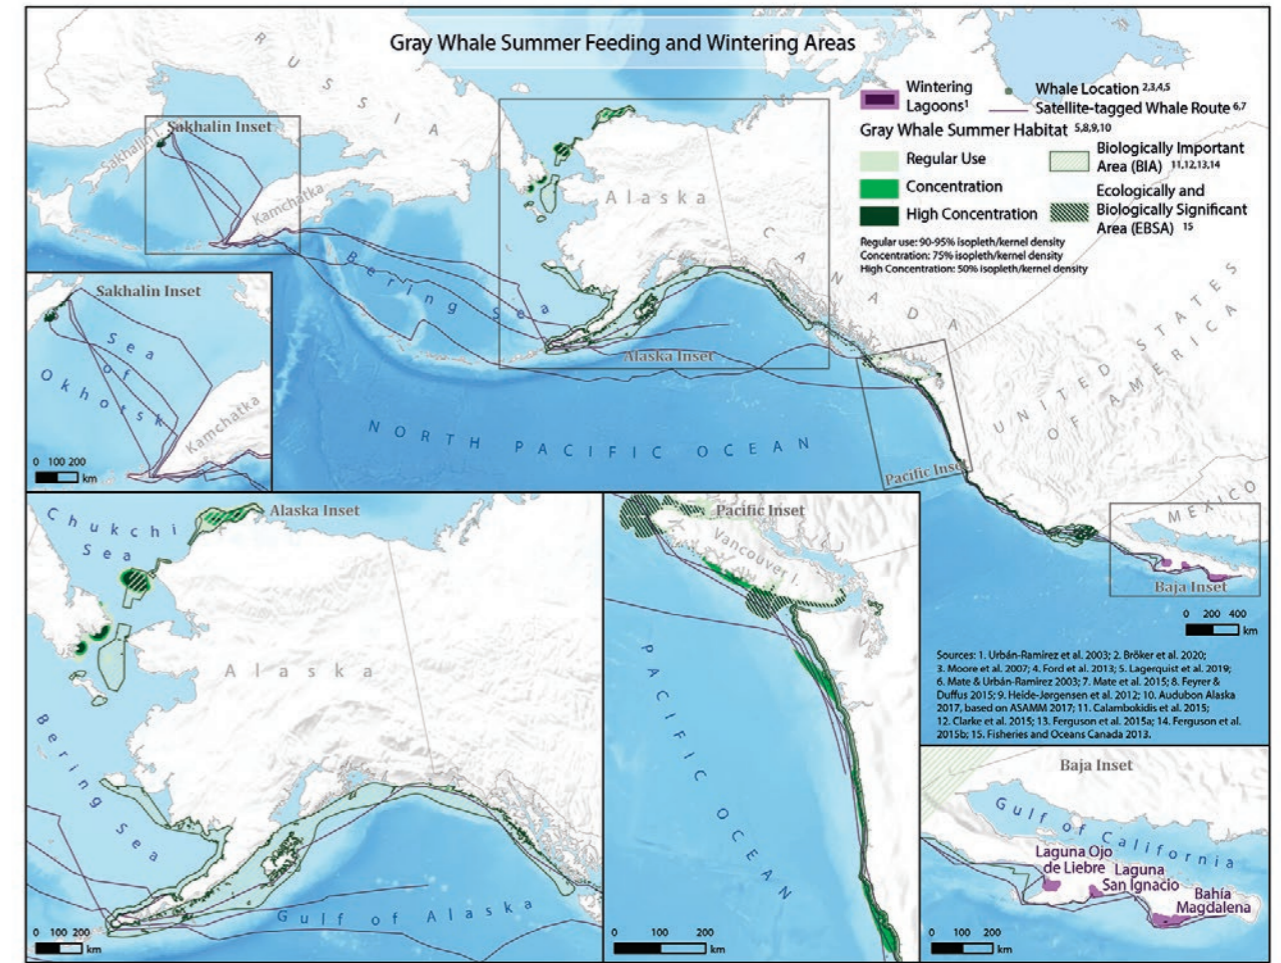 Gray Whale Summer Feeding and Wintering Areas
Wintering
Lagoons1
Whale Location 2,3,4,5
Satellite-tagged Whale Route 6,7
Gray Whale Summer Habitat 5,8,9,10
Regular Use
Concentration
High Concentration
Biologically Important
Area (BIA) 11,12,13,14
Ecologically and
Biologically Significant
Area (EBSA) 15
Regular use: 90-95% isopleth/kernel density
Concentration: 75% isopleth/kernel density
High Concentration: 50% isopleth/kernel density
RUSSIA
Sakhalin Inset
Sakhalin I.
Kamchatka
Alaska
CANADA
Bering Sea
Alaska Inset
UNITED STATES
OF AMERICA
NORTH PACIFIC OCEAN
Pacific Inset
MEXICO
Baja Inset
0 200 400
km
Sakhalin Inset
Sea
of
Okhotsk
Kamchatka
0 100 200
km
Alaska Inset
Chukchi
Sea
Alaska
Bering Sea
Gulf of Alaska
0 100 200
km
Pacific Inset
Vancouver I.
PACIFIC OCEAN
0 100 200
km
Sources: 1. Urbán-Ramírez et al. 2003; 2. Bröker et al. 2020;
3. Moore et al. 2007; 4. Ford et al. 2013; 5. Lagerquist et al. 2019;
6. Mate & Urbán-Ramírez 2003; 7. Mate et al. 2015; 8. Feyrer &
Duffus 2015; 9. Heide-Jørgensen et al. 2012; 10. Audubon Alaska
2017, based on ASAMM 2017; 11. Calambokidis et al. 2015;
12. Clarke et al. 2015; 13. Ferguson et al. 2015a; 14. Ferguson et al.
2015b; 15. Fisheries and Oceans Canada 2013.
Baja Inset
Gulf of California
Laguna Ojo
de Liebre
Laguna
San Ignacio
Bahía
Magdalena
0 100 200
km